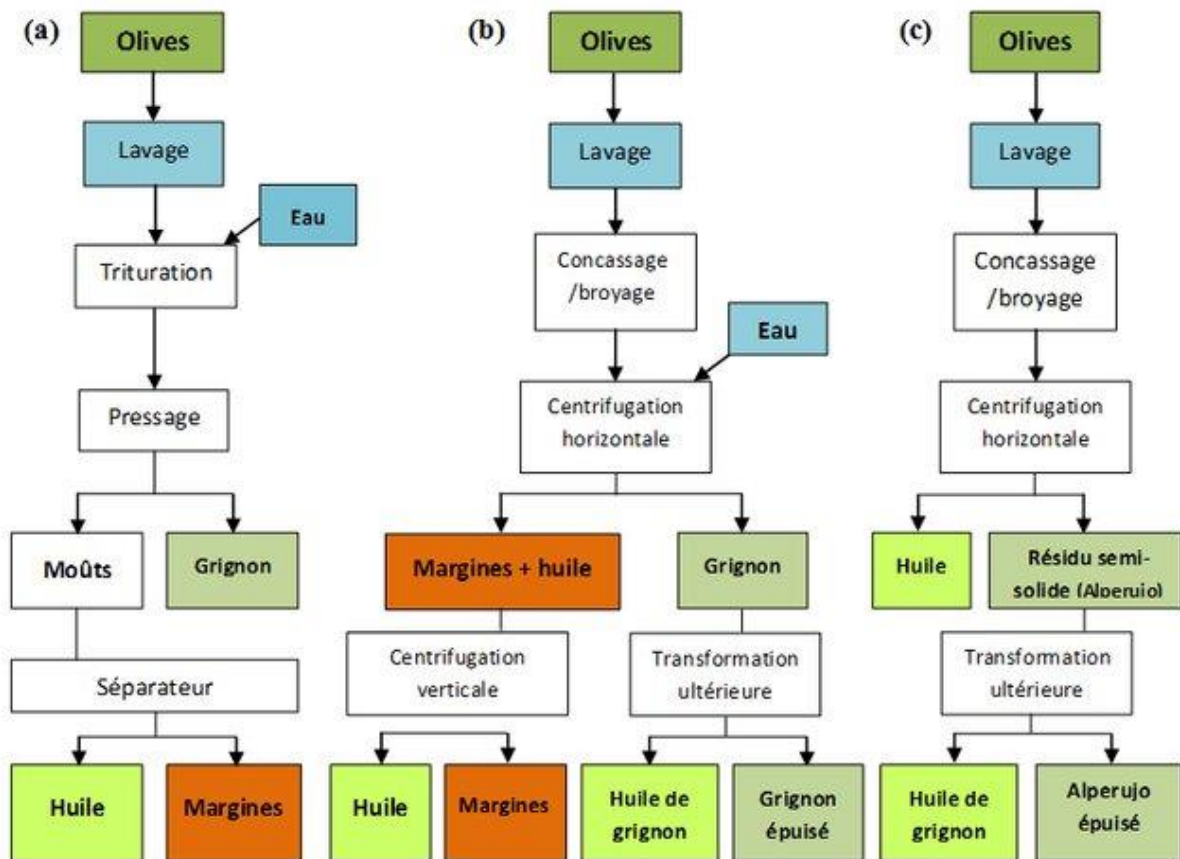 (a)
Olives
Lavage
Eau
Trituration
Pressage
Moûts
Grignon
Séparateur
Huile
Margines
(b)
Olives
Lavage
Concassage
/broyage
Eau
Centrifugation
horizontale
Margines + huile
Grignon
Centrifugation
verticale
Transformation
ultérieure
Huile
Margines
Huile de
grignon
Grignon
épuisé
(c)
Olives
Lavage
Concassage
/broyage
Centrifugation
horizontale
Huile
Résidu semi-
solide (Alperujo)
Transformation
ultérieure
Huile de
grignon
Alperujo
épuisé